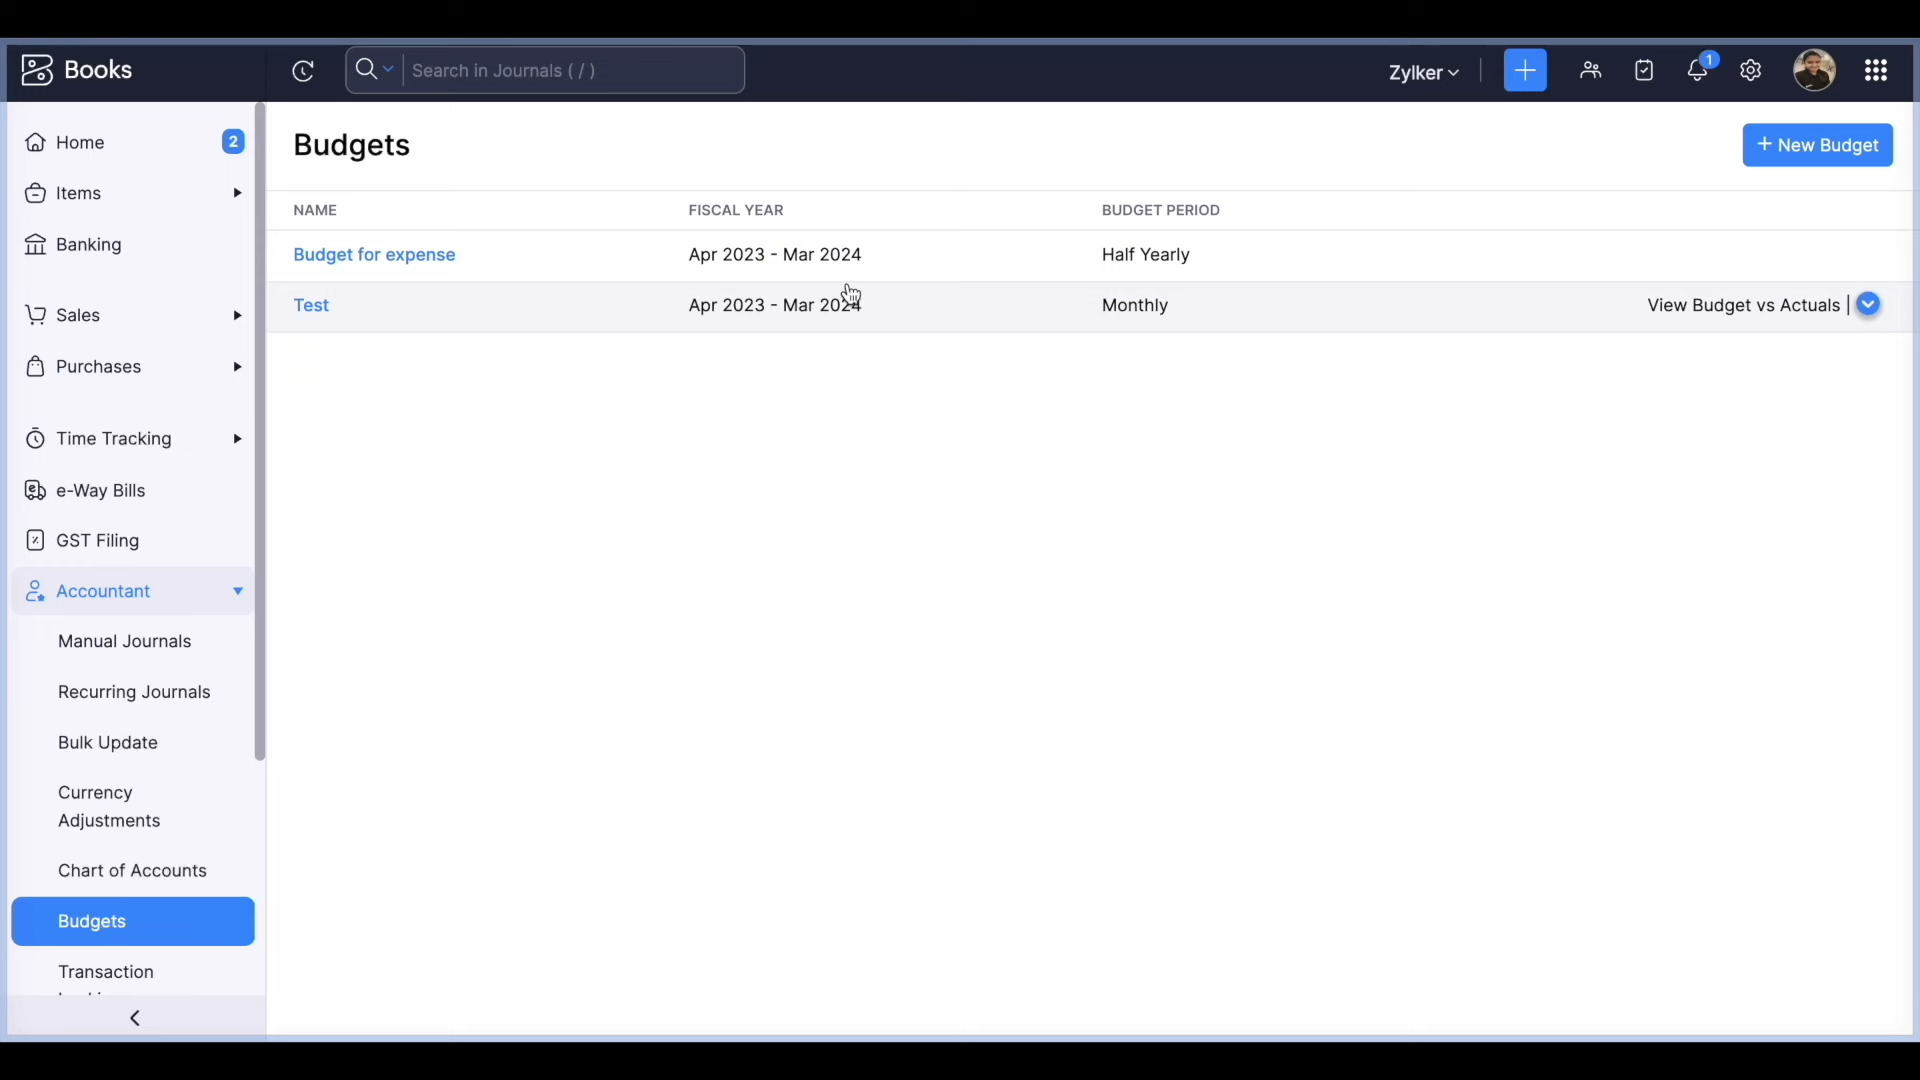 Books
Search in Journals ( / )
Zylker
1
Home
2
Items
Banking
Sales
Purchases
Time Tracking
e-Way Bills
GST Filing
Accountant
Manual Journals
Recurring Journals
Bulk Update
Currency
Adjustments
Chart of Accounts
Budgets
Transaction
Budgets
+ New Budget
NAME FISCAL YEAR BUDGET PERIOD
Budget for expense Apr 2023 - Mar 2024 Half Yearly
Test Apr 2023 - Mar 2024 Monthly View Budget vs Actuals |